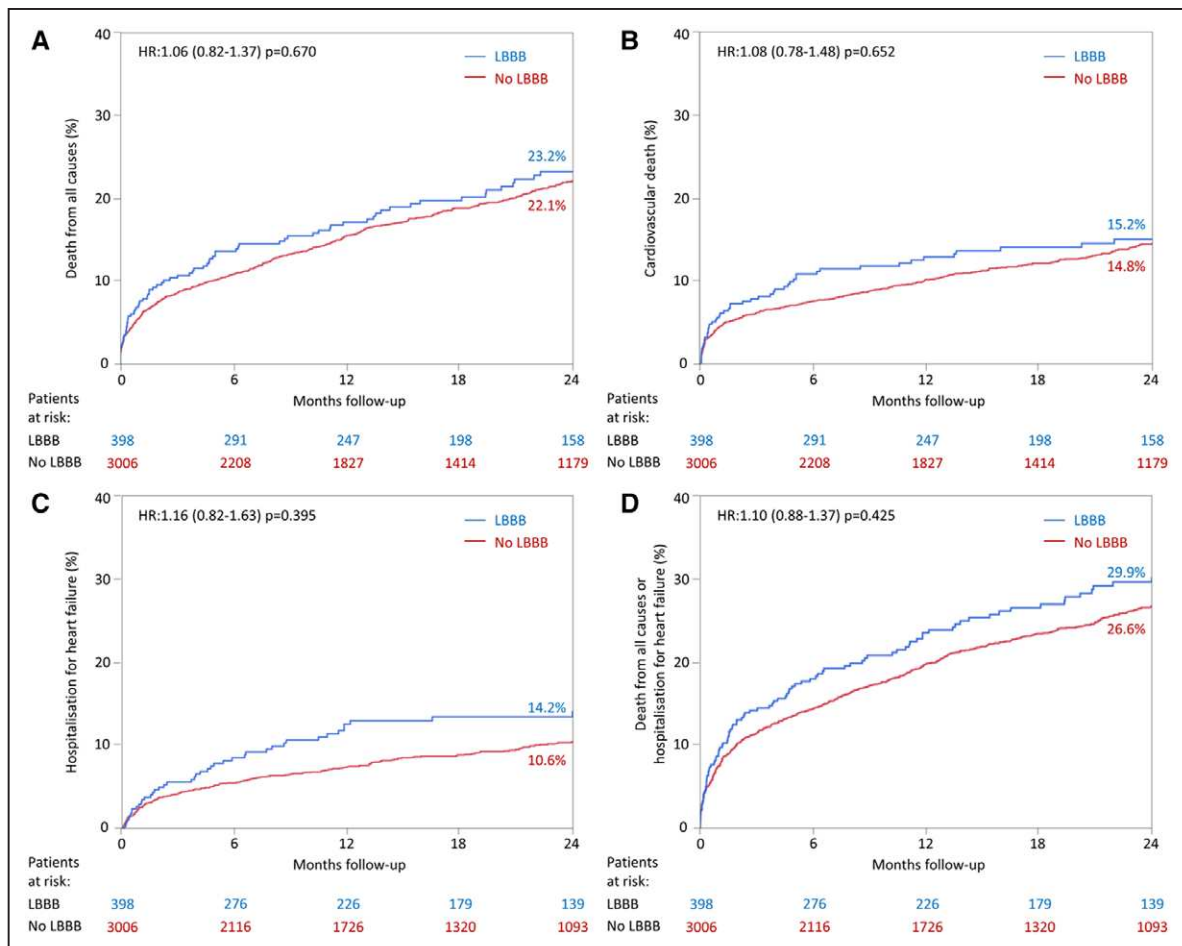 A
HR:1.06 (0.82-1.37) p=0.670
LBBB
No LBBB
Death from all causes (%)
40
30
20
10
0
23.2%
22.1%
0 6 12 18 24
Months follow-up
Patients
at risk:
LBBB 398 291 247 198 158
No LBBB 3006 2208 1827 1414 1179
B
HR:1.08 (0.78-1.48) p=0.652
LBBB
No LBBB
Cardiovascular death (%)
40
30
20
10
0
15.2%
14.8%
0 6 12 18 24
Months follow-up
Patients
at risk:
LBBB 398 291 247 198 158
No LBBB 3006 2208 1827 1414 1179
C
HR:1.16 (0.82-1.63) p=0.395
LBBB
No LBBB
Hospitalisation for heart failure (%)
40
30
20
10
0
14.2%
10.6%
0 6 12 18 24
Months follow-up
Patients
at risk:
LBBB 398 276 226 179 139
No LBBB 3006 2116 1726 1320 1093
D
HR:1.10 (0.88-1.37) p=0.425
LBBB
No LBBB
Death from all causes or
hospitalisation for heart failure (%)
40
30
20
10
0
29.9%
26.6%
0 6 12 18 24
Months follow-up
Patients
at risk:
LBBB 398 276 226 179 139
No LBBB 3006 2116 1726 1320 1093